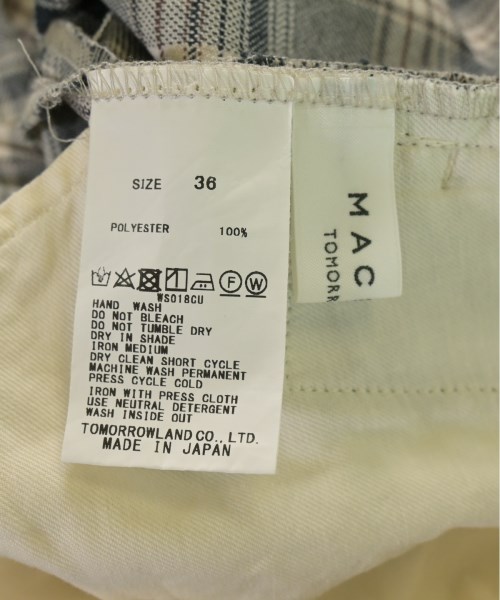 SIZE 36
POLYESTER 100%
F W
WS018CU
HAND WASH
DO NOT BLEACH
DO NOT TUMBLE DRY
DRY IN SHADE
IRON MEDIUM
DRY CLEAN SHORT CYCLE
MACHINE WASH PERMANENT
PRESS CYCLE COLD
IRON WITH PRESS CLOTH
USE NEUTRAL DETERGENT
WASH INSIDE OUT
TOMORROWLAND CO., LTD.
MADE IN JAPAN
MAC
TOMORR